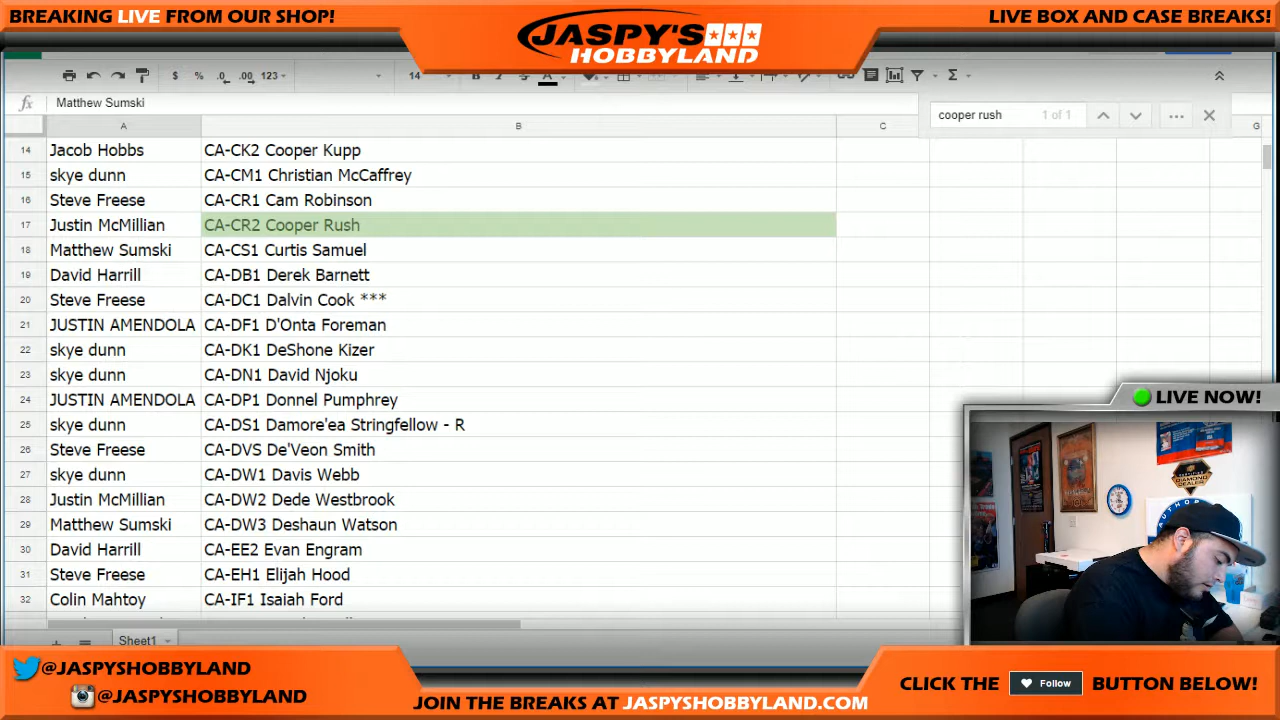 BREAKING LIVE FROM OUR SHOP!
JASPY'S
HOBBYLAND
LIVE BOX AND CASE BREAKS!
$ % .0 .00 123 14
fx Matthew Sumski
cooper rush 1 of 1
A B C G
14 Jacob Hobbs CA-CK2 Cooper Kupp
15 skye dunn CA-CM1 Christian McCaffrey
16 Steve Freese CA-CR1 Cam Robinson
17 Justin McMillian CA-CR2 Cooper Rush
18 Matthew Sumski CA-CS1 Curtis Samuel
19 David Harrill CA-DB1 Derek Barnett
20 Steve Freese CA-DC1 Dalvin Cook ***
21 JUSTIN AMENDOLA CA-DF1 D'Onta Foreman
22 skye dunn CA-DK1 DeShone Kizer
23 skye dunn CA-DN1 David Njoku
24 JUSTIN AMENDOLA CA-DP1 Donnel Pumphrey
25 skye dunn CA-DS1 Damore'ea Stringfellow - R
26 Steve Freese CA-DVS De'Veon Smith
27 skye dunn CA-DW1 Davis Webb
28 Justin McMillian CA-DW2 Dede Westbrook
29 Matthew Sumski CA-DW3 Deshaun Watson
30 David Harrill CA-EE2 Evan Engram
31 Steve Freese CA-EH1 Elijah Hood
32 Colin Mahtoy CA-IF1 Isaiah Ford
Sheet1
LIVE NOW!
DIAMOND
DEALER
@JASPYSHOBBYLAND
@JASPYSHOBBYLAND
JOIN THE BREAKS AT JASPYSHOBBYLAND.COM
CLICK THE Follow BUTTON BELOW!